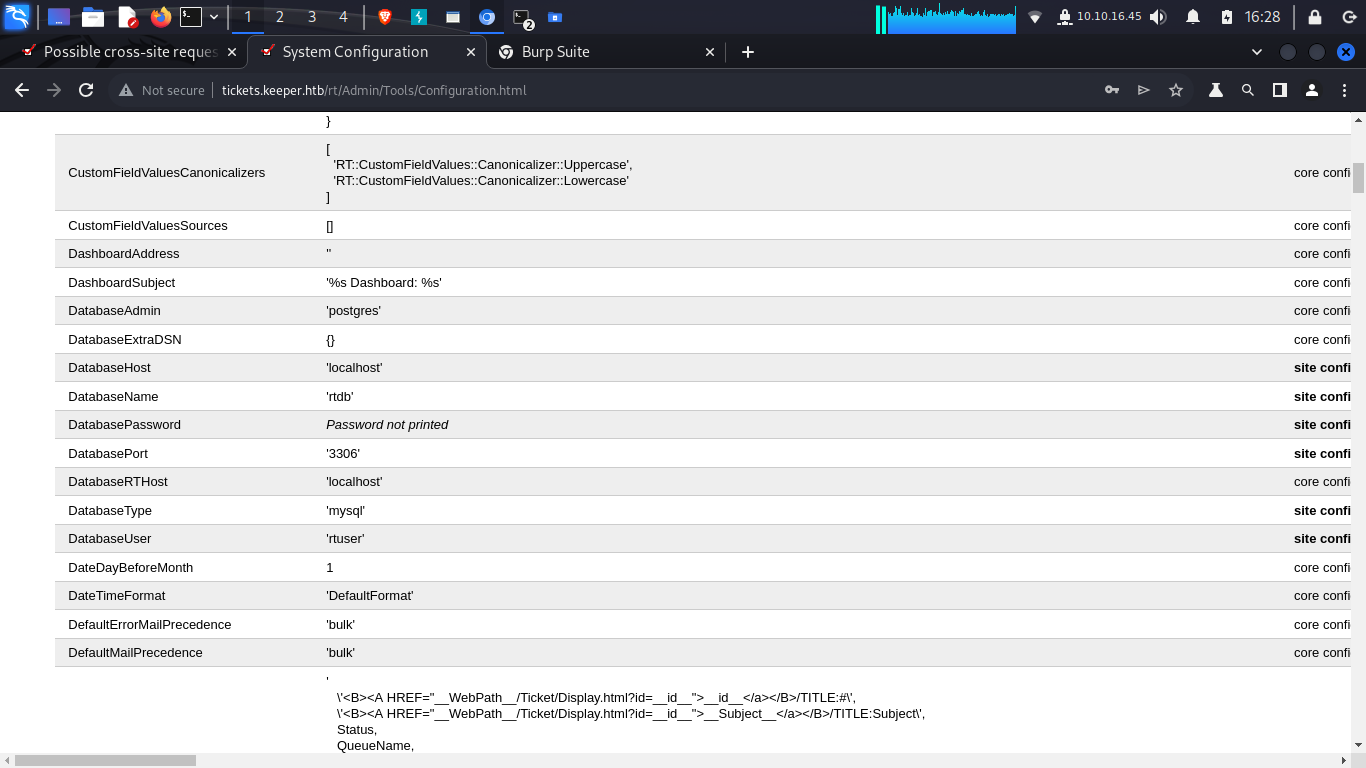 1 2 3 4 2 10.10.16.45 16:28
Possible cross-site reques System Configuration Burp Suite
Not secure tickets.keeper.htb/rt/Admin/Tools/Configuration.html
}
CustomFieldValuesCanonicalizers
[
'RT::CustomFieldValues::Canonicalizer::Uppercase',
'RT::CustomFieldValues::Canonicalizer::Lowercase'
]
core confi
CustomFieldValuesSources [] core confi
DashboardAddress '' core confi
DashboardSubject '%s Dashboard: %s' core confi
DatabaseAdmin 'postgres' core confi
DatabaseExtraDSN {} core confi
DatabaseHost 'localhost' site confi
DatabaseName 'rtdb' site confi
DatabasePassword Password not printed site confi
DatabasePort '3306' site confi
DatabaseRTHost 'localhost' core confi
DatabaseType 'mysql' site confi
DatabaseUser 'rtuser' site confi
DateDayBeforeMonth 1 core confi
DateTimeFormat 'DefaultFormat' core confi
DefaultErrorMailPrecedence 'bulk' core confi
DefaultMailPrecedence 'bulk' core confi
'
\'<B><A HREF="__WebPath__/Ticket/Display.html?id=__id__">__id__</a></B>/TITLE:#\',
\'<B><A HREF="__WebPath__/Ticket/Display.html?id=__id__">__Subject__</a></B>/TITLE:Subject\',
Status,
QueueName,